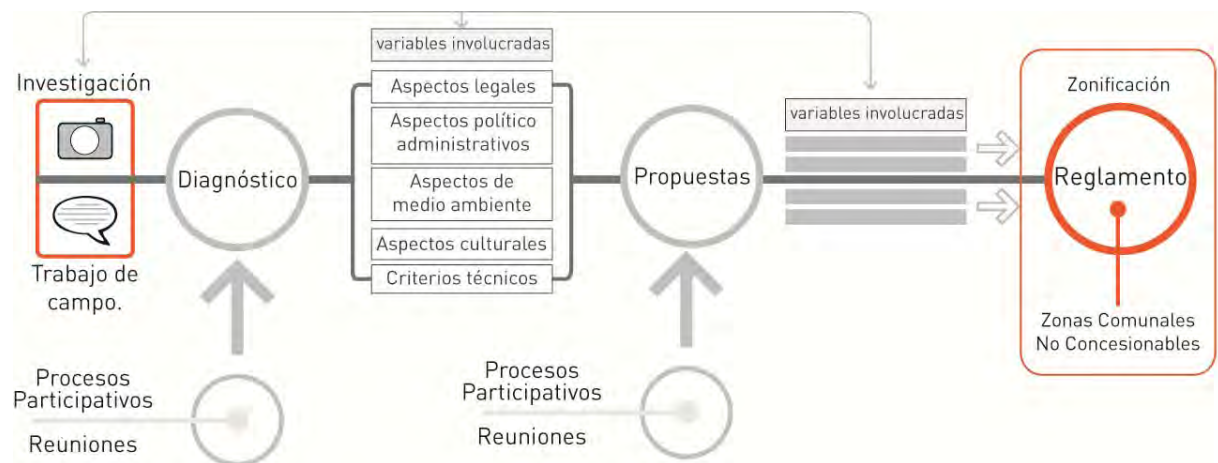 Investigación
Trabajo de
campo.
Diagnóstico
Procesos
Participativos
Reuniones
variables involucradas
Aspectos legales
Aspectos político
administrativos
Aspectos de
medio ambiente
Aspectos culturales
Criterios técnicos
Propuestas
Procesos
Participativos
Reuniones
variables involucradas
Zonificación
Reglamento
Zonas Comunales
No Concesionables